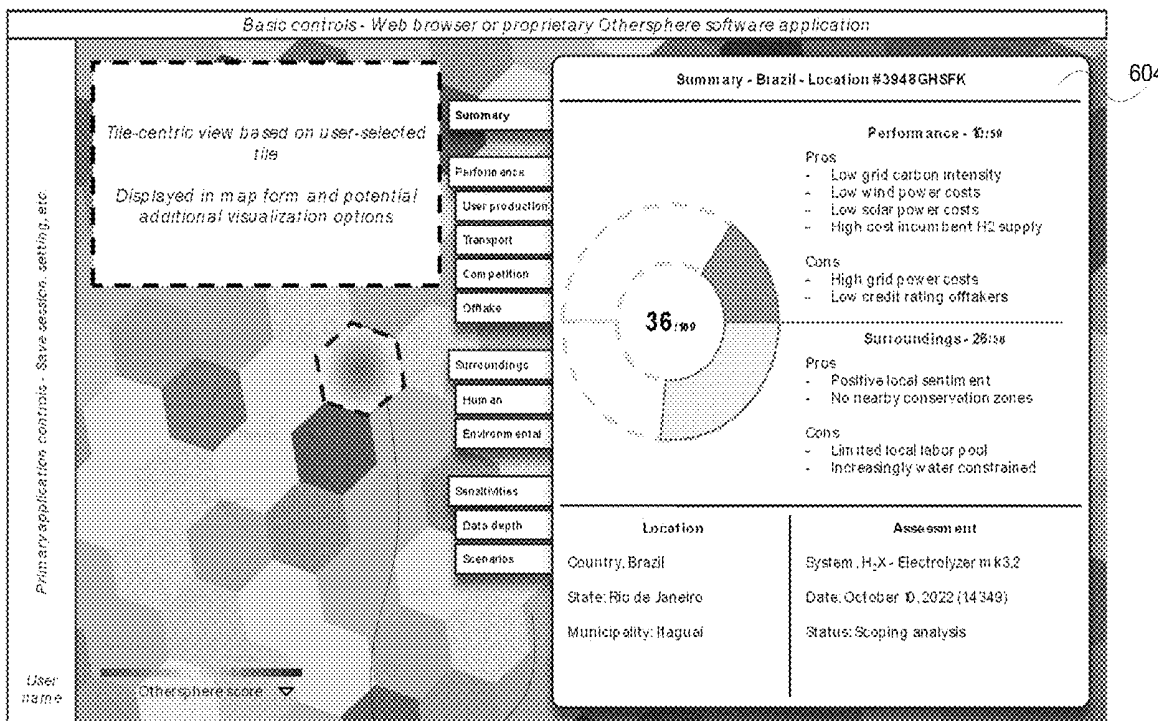 Basic controls - Web browser or proprietary Othersphere software application
Primary application controls - Save session, setting, etc.
User
name
Tile-centric view based on user-selected
tile
Displayed in map form and potential
additional visualization options
Othersphere score
Summary
Performance
User production
Transport
Competition
Offtake
Surroundings
Human
Environmental
Sensitivities
Data depth
Scenarios
604
Summary - Brazil - Location #3948GHSFK
36/100
Performance - 10/50
Pros
- Low grid carbon intensity
- Low wind power costs
- Low solar power costs
- High cost incumbent H2 supply
Cons
- High grid power costs
- Low credit rating offtakers
Surroundings - 26/50
Pros
- Positive local sentiment
- No nearby conservation zones
Cons
- Limited local labor pool
- Increasingly water constrained
Location
Country: Brazil
State: Rio de Janeiro
Municipality: Itaguaí
Assessment
System: H₂X - Electrolyzer mk3.2
Date: October 10, 2022 (14349)
Status: Scoping analysis